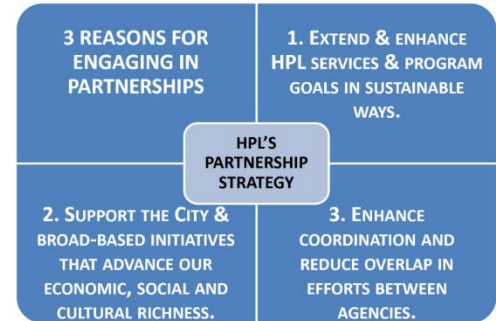 3 REASONS FOR
ENGAGING IN
PARTNERSHIPS
1. EXTEND & ENHANCE
HPL SERVICES & PROGRAM
GOALS IN SUSTAINABLE
WAYS.
HPL'S
PARTNERSHIP
STRATEGY
2. SUPPORT THE CITY &
BROAD-BASED INITIATIVES
THAT ADVANCE OUR
ECONOMIC, SOCIAL AND
CULTURAL RICHNESS.
3. ENHANCE
COORDINATION AND
REDUCE OVERLAP IN
EFFORTS BETWEEN
AGENCIES.